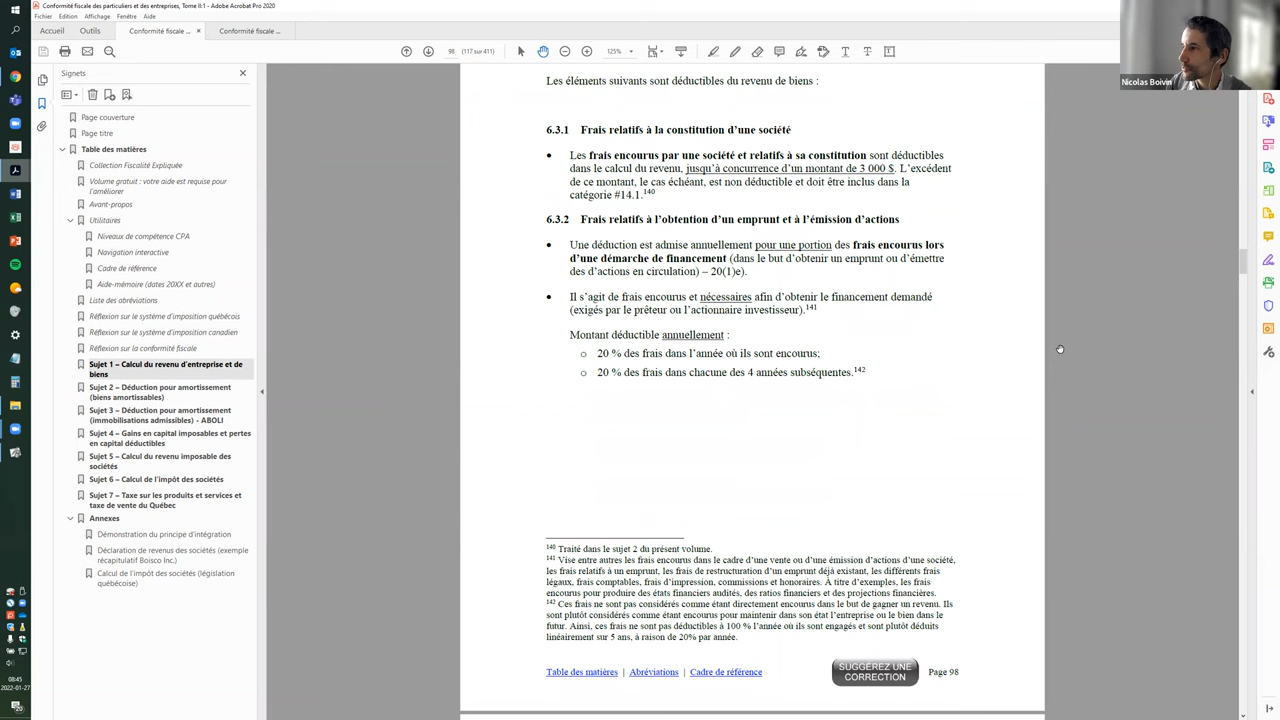 Conformité fiscale des particuliers et des entreprises, Tome II:1 - Adobe Acrobat Pro 2020
Fichier Edition Affichage Fenêtre Aide
Accueil Outils Conformité fiscale ... × Conformité fiscale ...
98 (117 sur 411) 125%
Nicolas Boivin
Signets
Page couverture
Page titre
Table des matières
Collection Fiscalité Expliquée
Volume gratuit : votre aide est requise pour
l'améliorer
Avant-propos
Utilitaires
Niveaux de compétence CPA
Navigation interactive
Cadre de référence
Aide-mémoire (dates 20XX et autres)
Liste des abréviations
Réflexion sur le système d'imposition québécois
Réflexion sur le système d'imposition canadien
Réflexion sur la conformité fiscale
Sujet 1 – Calcul du revenu d'entreprise et de
biens
Sujet 2 – Déduction pour amortissement
(biens amortissables)
Sujet 3 – Déduction pour amortissement
(immobilisations admissibles) - ABOLI
Sujet 4 – Gains en capital imposables et pertes
en capital déductibles
Sujet 5 – Calcul du revenu imposable des
sociétés
Sujet 6 – Calcul de l'impôt des sociétés
Sujet 7 – Taxe sur les produits et services et
taxe de vente du Québec
Annexes
Démonstration du principe d'intégration
Déclaration de revenus des sociétés (exemple
récapitulatif Boisco Inc.)
Calcul de l'impôt des sociétés (législation
québécoise)
Les éléments suivants sont déductibles du revenu de biens :
6.3.1 Frais relatifs à la constitution d'une société
• Les frais encourus par une société et relatifs à sa constitution sont déductibles
dans le calcul du revenu, jusqu'à concurrence d'un montant de 3 000 $. L'excédent
de ce montant, le cas échéant, est non déductible et doit être inclus dans la
catégorie #14.1.140
6.3.2 Frais relatifs à l'obtention d'un emprunt et à l'émission d'actions
• Une déduction est admise annuellement pour une portion des frais encourus lors
d'une démarche de financement (dans le but d'obtenir un emprunt ou d'émettre
des d'actions en circulation) – 20(1)e).
• Il s'agit de frais encourus et nécessaires afin d'obtenir le financement demandé
(exigés par le prêteur ou l'actionnaire investisseur).141
Montant déductible annuellement :
o 20 % des frais dans l'année où ils sont encourus;
o 20 % des frais dans chacune des 4 années subséquentes.142
140 Traité dans le sujet 2 du présent volume.
141 Vise entre autres les frais encourus dans le cadre d'une vente ou d'une émission d'actions d'une société,
les frais relatifs à un emprunt, les frais de restructuration d'un emprunt déjà existant, les différents frais
légaux, frais comptables, frais d'impression, commissions et honoraires. À titre d'exemples, les frais
encourus pour produire des états financiers audités, des ratios financiers et des projections financières.
142 Ces frais ne sont pas considérés comme étant directement encourus dans le but de gagner un revenu. Ils
sont plutôt considérés comme étant encourus pour maintenir dans son état l'entreprise ou le bien dans le
futur. Ainsi, ces frais ne sont pas déductibles à 100 % l'année où ils sont engagés et sont plutôt déduits
linéairement sur 5 ans, à raison de 20% par année.
Table des matières | Abréviations | Cadre de référence
SUGGÉREZ UNE
CORRECTION
Page 98
08:45
2022-01-27